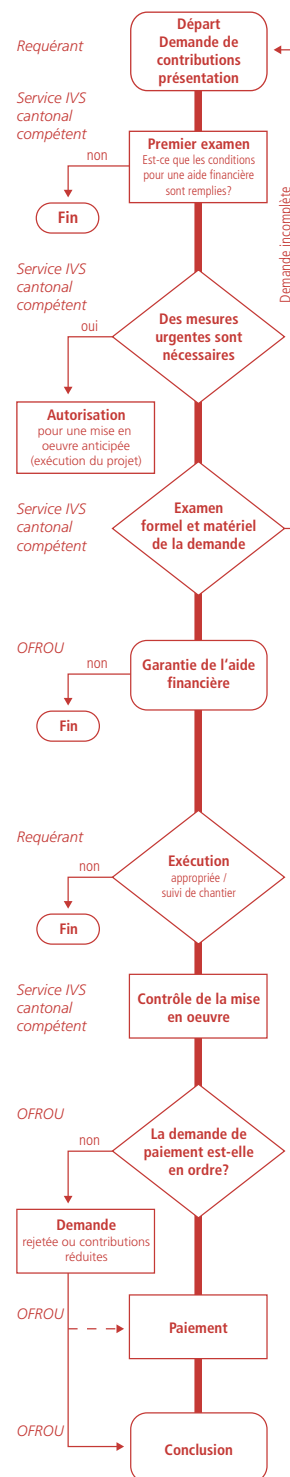 Requérant
Départ
Demande de
contributions
présentation
Service IVS
cantonal
compétent
non
Premier examen
Est-ce que les conditions
pour une aide financière
sont remplies?
Fin
Demande incomplète
Service IVS
cantonal
compétent
oui
Des mesures
urgentes sont
nécessaires
Autorisation
pour une mise en
oeuvre anticipée
(exécution du projet)
Service IVS
cantonal
compétent
Examen
formel et matériel
de la demande
OFROU
non
Garantie de l'aide
financière
Fin
Requérant
non
Exécution
appropriée /
suivi de chantier
Fin
Service IVS
cantonal
compétent
Contrôle de la mise
en oeuvre
OFROU
non
La demande de
paiement est-elle
en ordre?
Demande
rejetée ou contributions
réduites
OFROU
Paiement
OFROU
Conclusion